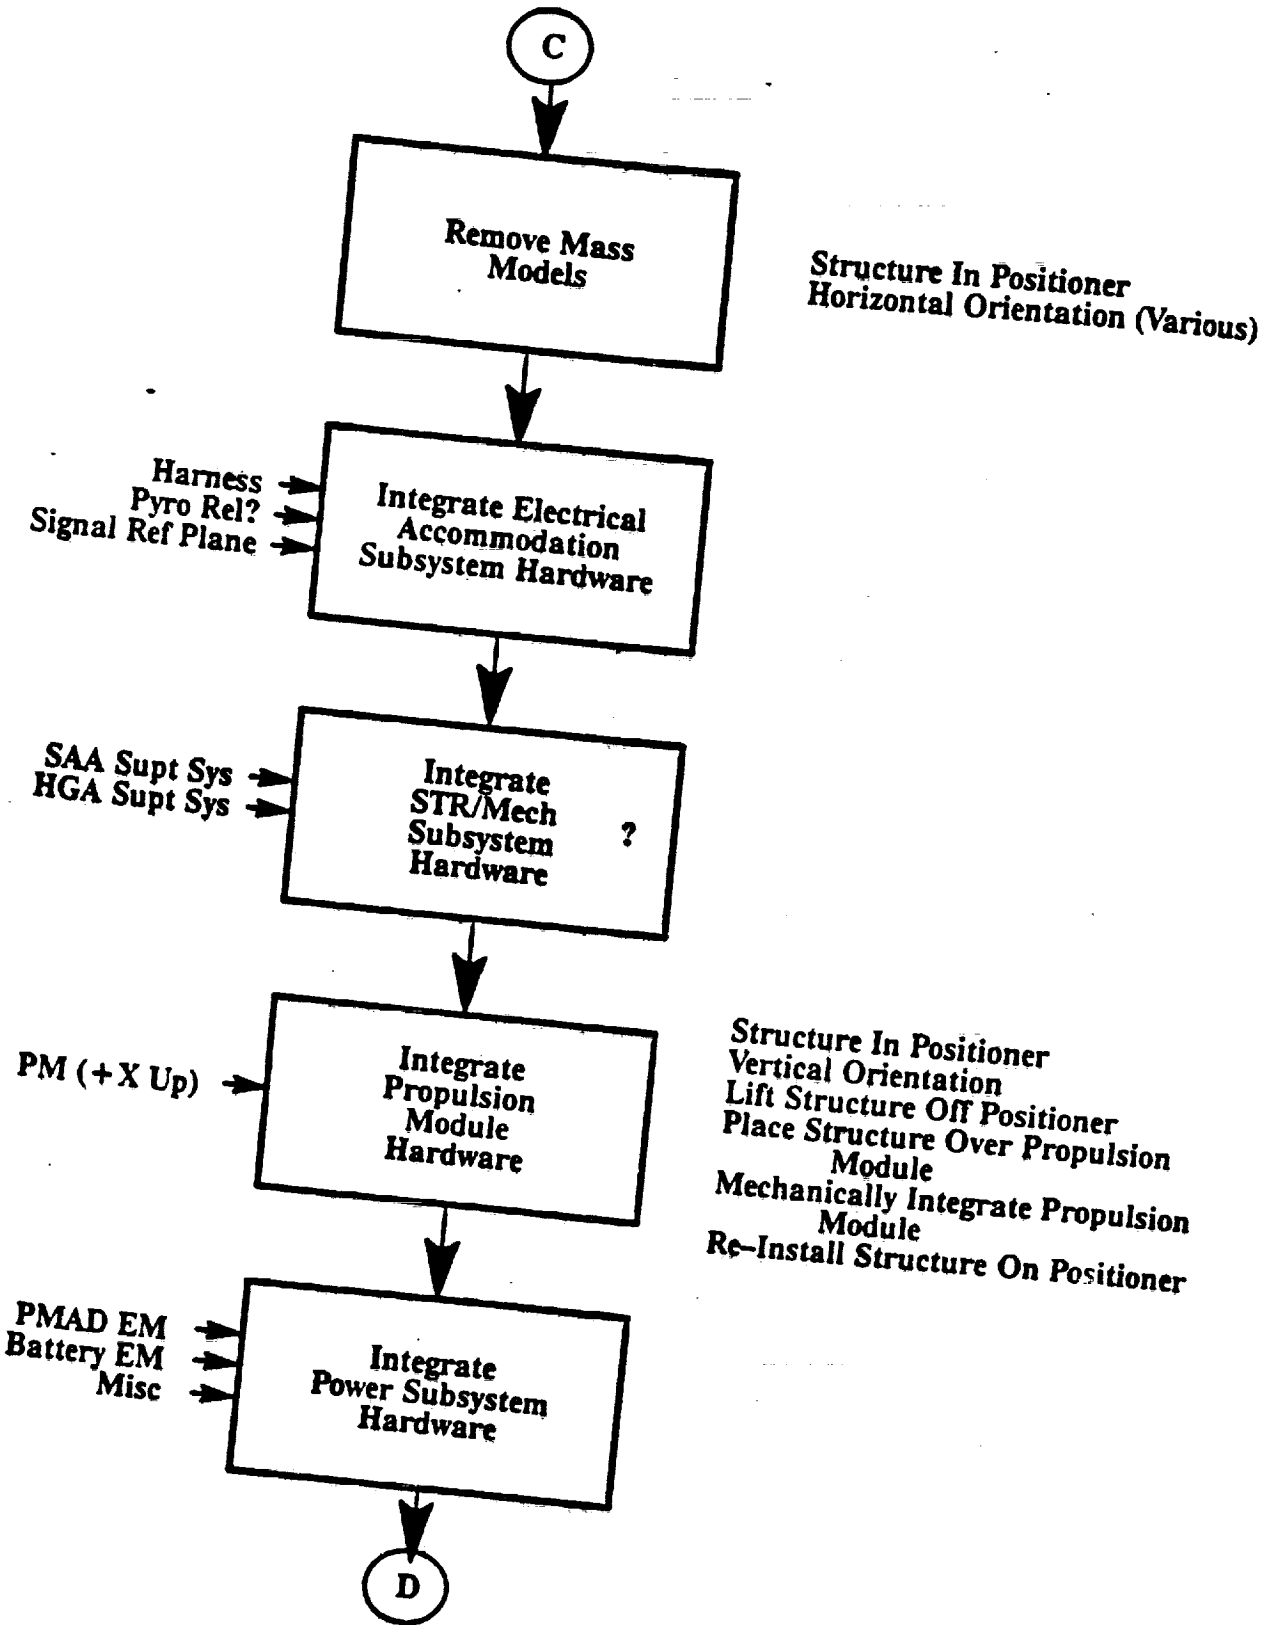 C
Remove Mass
Models
Structure In Positioner
Horizontal Orientation (Various)
Harness
Pyro Rel?
Signal Ref Plane
Integrate Electrical
Accommodation
Subsystem Hardware
SAA Supt Sys
HGA Supt Sys
Integrate
STR/Mech
Subsystem
Hardware
?
PM (+X Up)
Integrate
Propulsion
Module
Hardware
Structure In Positioner
Vertical Orientation
Lift Structure Off Positioner
Place Structure Over Propulsion
Module
Mechanically Integrate Propulsion
Module
Re-Install Structure On Positioner
PMAD EM
Battery EM
Misc
Integrate
Power Subsystem
Hardware
D